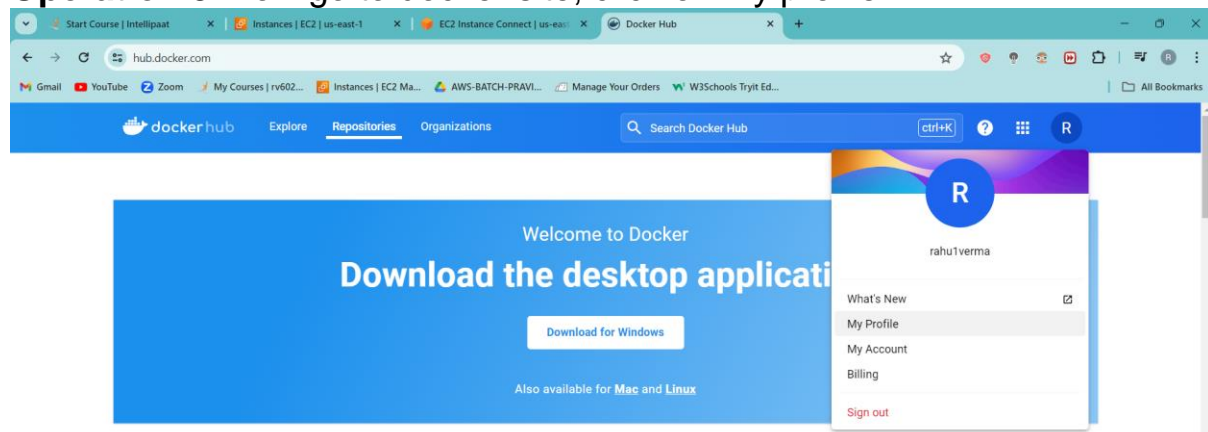 Start Course | Intellipaat
Instances | EC2 | us-east-1
EC2 Instance Connect | us-east
Docker Hub
hub.docker.com
Gmail YouTube Zoom My Courses | rv602... Instances | EC2 Ma... AWS-BATCH-PRAVI... Manage Your Orders W3Schools Tryit Ed... All Bookmarks
dockerhub Explore Repositories Organizations Search Docker Hub ctrl+K ? R
R
Welcome to Docker
rahu1verma
Download the desktop applicati
What's New
My Profile
Download for Windows
My Account
Billing
Also available for Mac and Linux
Sign out